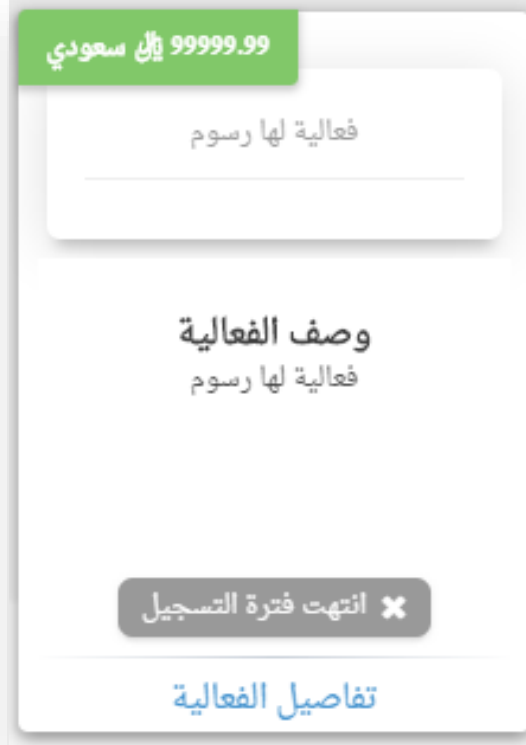 99999.99 ﷼ سعودي
فعالية لها رسوم
وصف الفعالية
فعالية لها رسوم
✖ انتهت فترة التسجيل
تفاصيل الفعالية